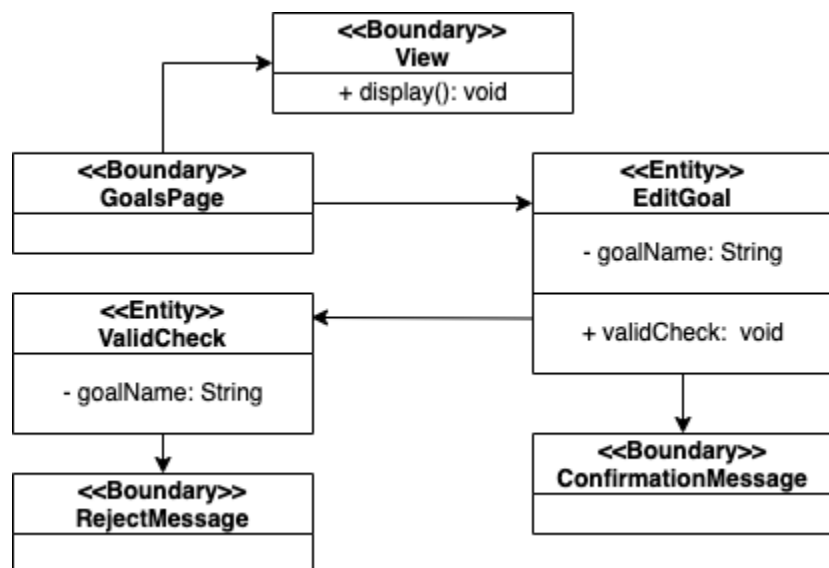 <<Boundary>>
View
+ display(): void
<<Boundary>>
GoalsPage
<<Entity>>
EditGoal
- goalName: String
+ validCheck:  void
<<Entity>>
ValidCheck
- goalName: String
<<Boundary>>
ConfirmationMessage
<<Boundary>>
RejectMessage